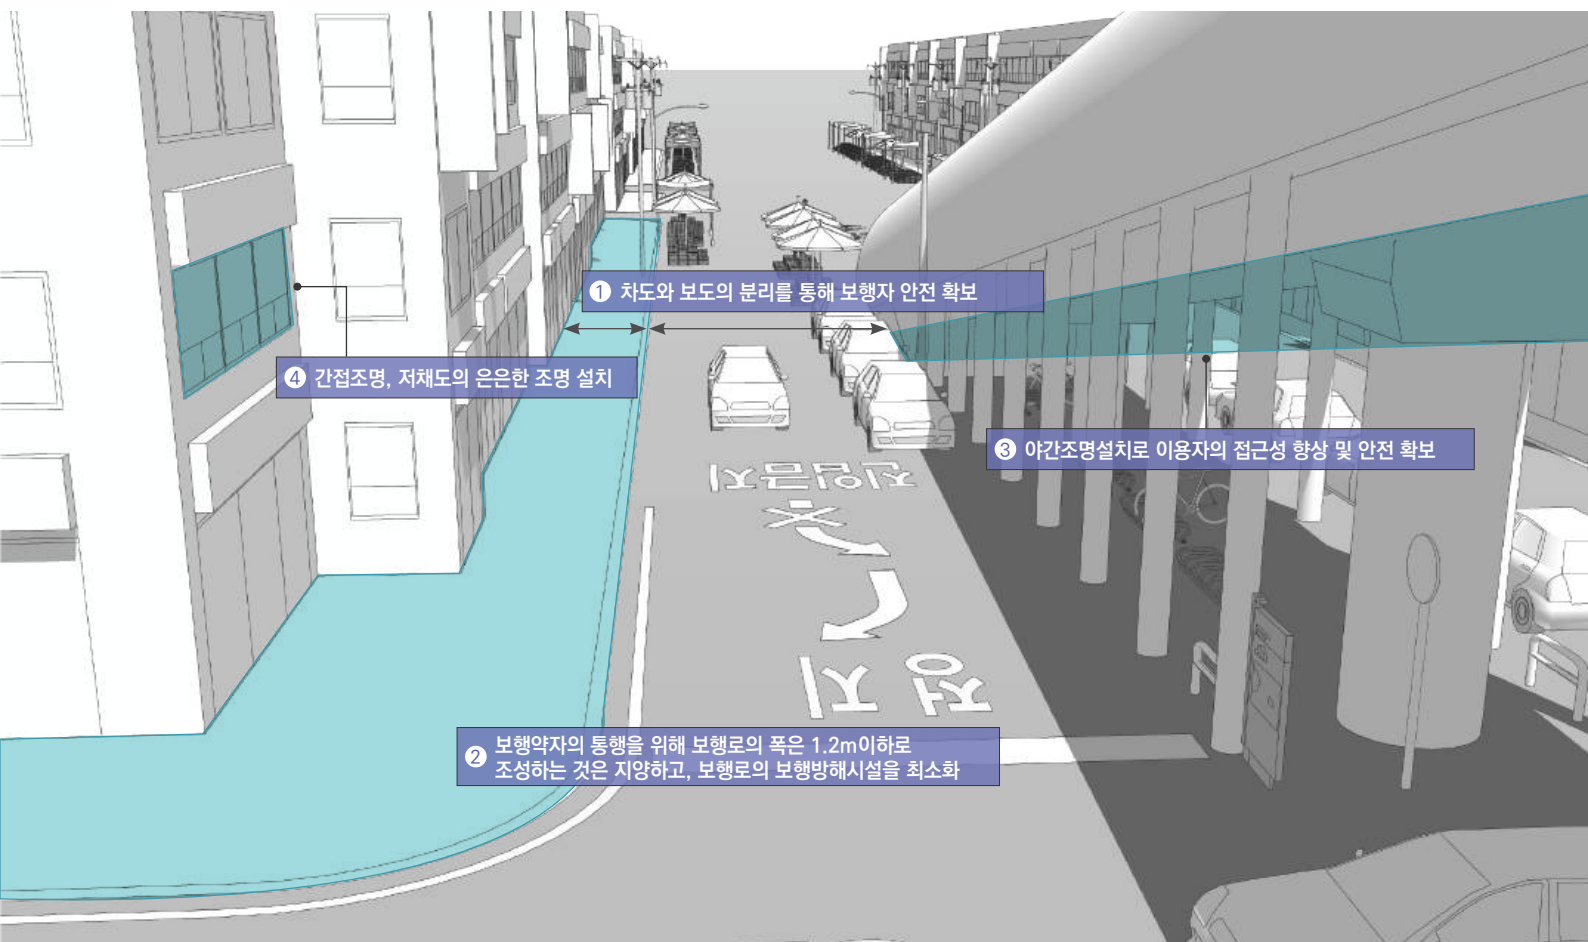 ① 차도와 보도의 분리를 통해 보행자 안전 확보
④ 간접조명, 저채도의 은은한 조명 설치
③ 야간조명설치로 이용자의 접근성 향상 및 안전 확보
② 보행약자의 통행을 위해 보행로의 폭은 1.2m이하로
조성하는 것은 지양하고, 보행로의 보행방해시설을 최소화